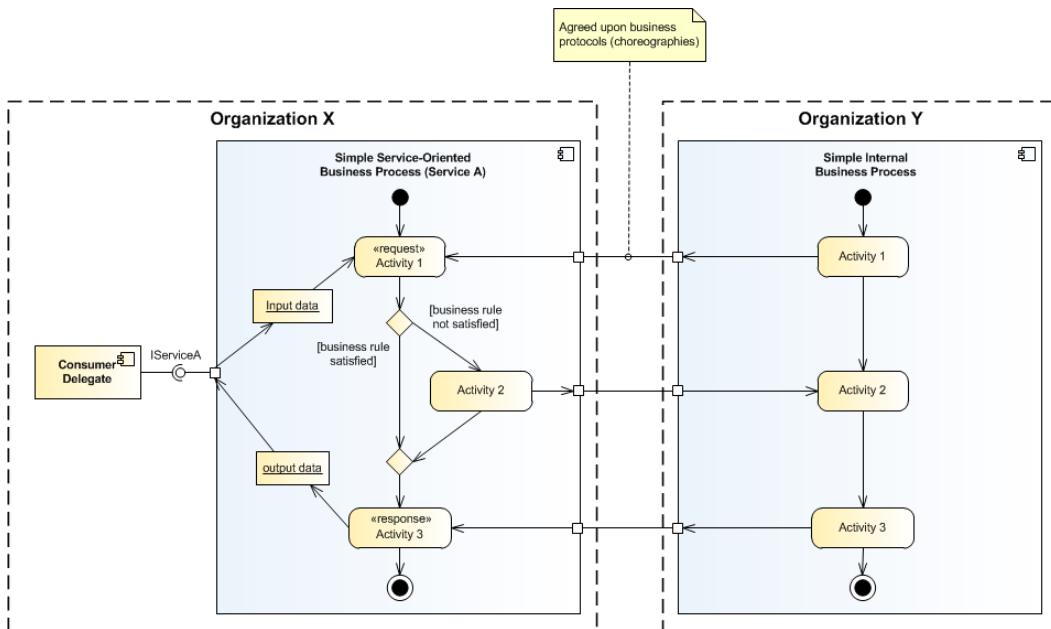 Agreed upon business
protocols (choreographies)
Organization X
Organization Y
Simple Service-Oriented
Business Process (Service A)
Simple Internal
Business Process
«request»
Activity 1
Activity 1
Input data
[business rule
not satisfied]
[business rule
satisfied]
IServiceA
Consumer
Delegate
Activity 2
Activity 2
output data
«response»
Activity 3
Activity 3